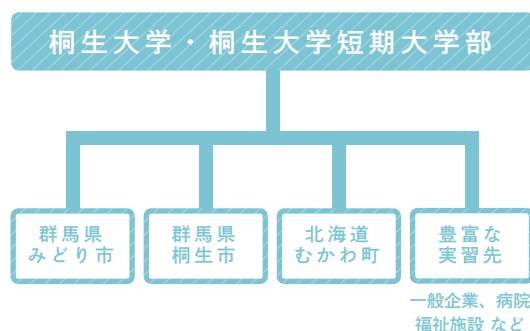 桐生大学・桐生大学短期大学部
群馬県
みどり市
群馬県
桐生市
北海道
むかわ町
豊富な
実習先
一般企業、病院
福祉施設 など